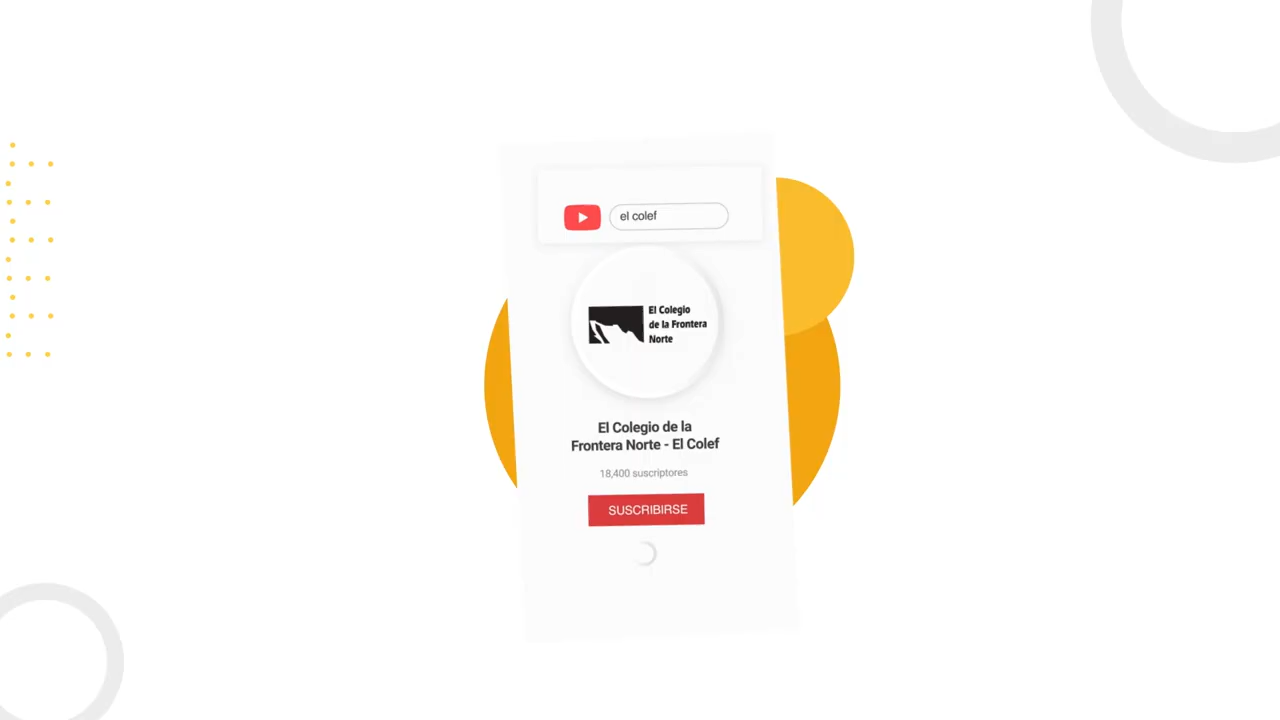 el colef
El Colegio
de la Frontera
Norte
El Colegio de la
Frontera Norte - El Colef
18,400 suscriptores
SUSCRIBIRSE